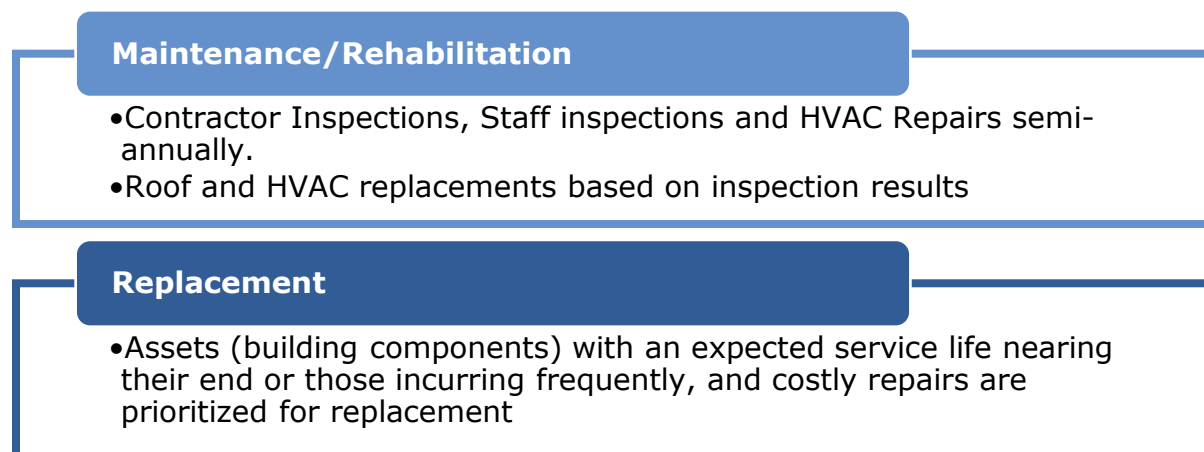 Maintenance/Rehabilitation
•Contractor Inspections, Staff inspections and HVAC Repairs semi-
annually.
•Roof and HVAC replacements based on inspection results
Replacement
•Assets (building components) with an expected service life nearing
their end or those incurring frequently, and costly repairs are
prioritized for replacement